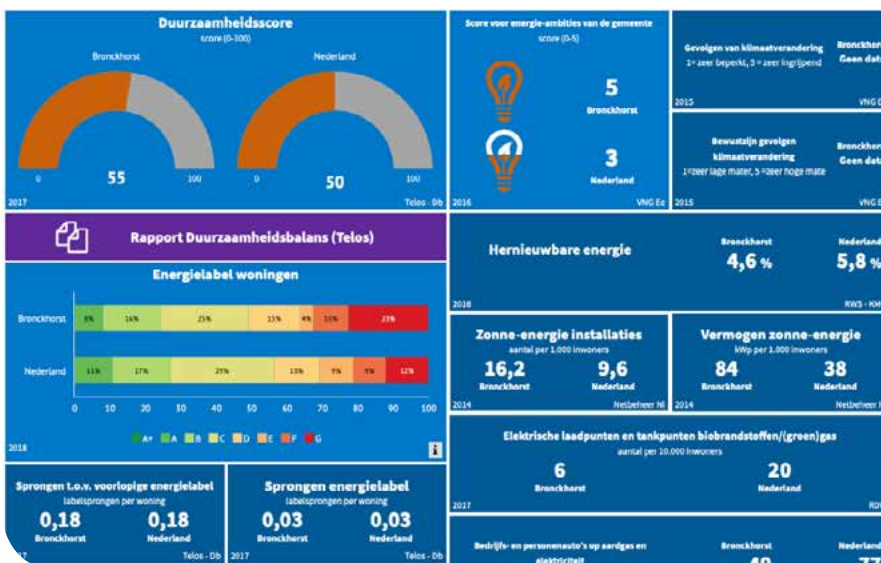 Duurzaamheidsscore
score (0-100)
Bronckhorst
Nederland
0
55
100
0
50
100
2017
Telos - Db
Score voor energie-ambities van de gemeente
score (0-5)
5
Bronckhorst
3
Nederland
2016
VNG Ee
Gevolgen van klimaatverandering
1= zeer beperkt, 5 = zeer ingrijpend
Bronckhors
Geen data
2015
VNG E
Bewustzijn gevolgen
klimaatverandering
1=zeer lage mater, 5 =zeer hoge mate
Bronckhors
Geen data
2015
VNG E
Rapport Duurzaamheidsbalans (Telos)
Hernieuwbare energie
Bronckhorst
Nederland
4,6 %
5,8 %
2016
Energielabel woningen
Bronckhorst
16%
25%
15%
4%
10%
23%
Nederland
11%
17%
13%
9%
9%
12%
0 10 20 30 40 50 60 70 80 90 100
A+ A B C D E F G
2018
i
Zonne-energie installaties
aantal per 1.000 inwoners
16,2
9,6
Bronckhorst
Nederland
2014
Netbeheer Nl
Vermogen zonne-energie
kWp per 1.000 inwoners
84
38
Bronckhorst
Nederland
2014
Netbeheer
Elektrische laadpunten en tankpunten biobrandstoffen/(groen)gas
aantal per 10.000 inwoners
6
20
Bronckhorst
Nederland
2017
Sprongen t.o.v. voorlopige energielabel
labelsprongen per woning
0,18
0,18
Bronckhorst
Nederland
Telos - Db
Sprongen energielabel
labelsprongen per woning
0,03
0,03
Bronckhorst
Nederland
2017
Telos - Db
Bedrijfs- en personenauto's op aardgas en
elektriciteit
Bronckhorst
Nederland